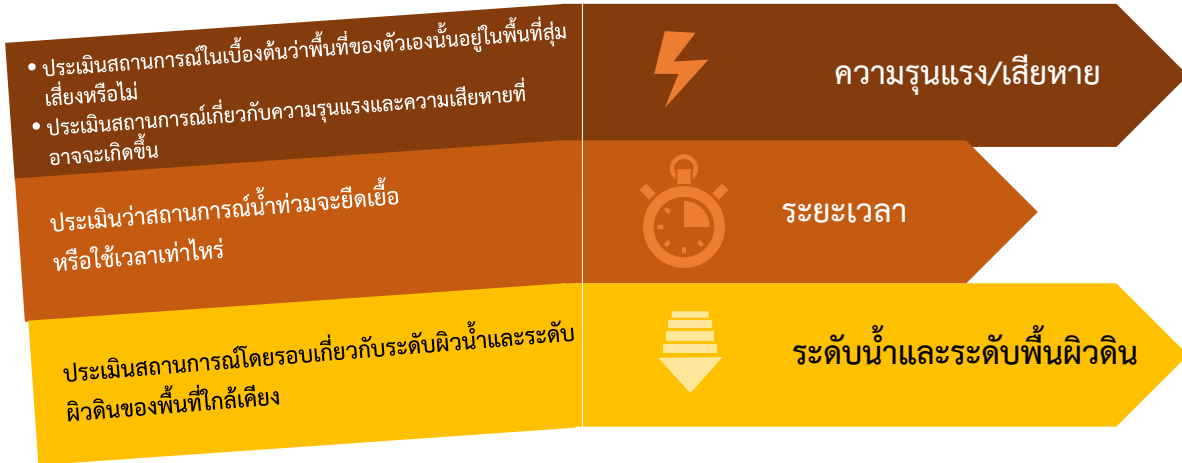 • ประเมินสถานการณ์ในเบื้องต้นว่าพื้นที่ของตัวเองนั้นอยู่ในพื้นที่สุ่ม
เสี่ยงหรือไม่
• ประเมินสถานการณ์เกี่ยวกับความรุนแรงและความเสียหายที่
อาจจะเกิดขึ้น
ความรุนแรง/เสียหาย
ประเมินว่าสถานการณ์น้ำท่วมจะยืดเยื้อ
หรือใช้เวลาเท่าไหร่
ระยะเวลา
ประเมินสถานการณ์โดยรอบเกี่ยวกับระดับผิวน้ำและระดับ
ผิวดินของพื้นที่ใกล้เคียง
ระดับน้ำและระดับพื้นผิวดิน